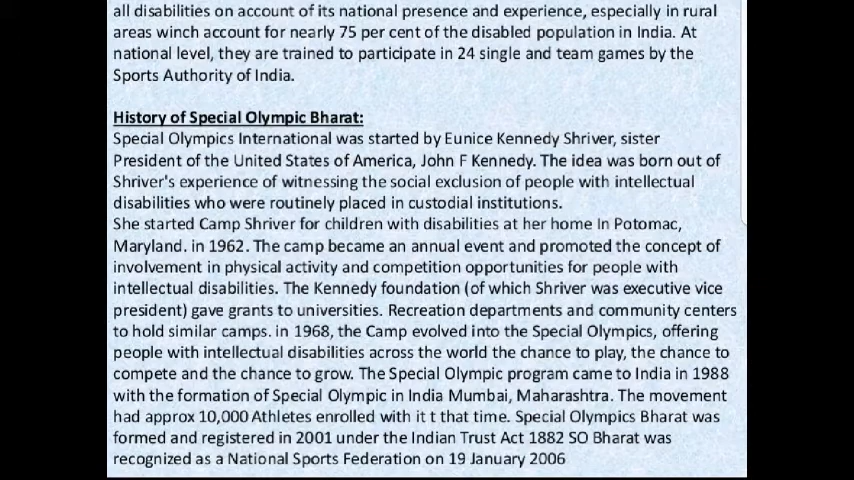 all disabilities on account of its national presence and experience, especially in rural
areas winch account for nearly 75 per cent of the disabled population in India. At
national level, they are trained to participate in 24 single and team games by the
Sports Authority of India.
History of Special Olympic Bharat:
Special Olympics International was started by Eunice Kennedy Shriver, sister
President of the United States of America, John F Kennedy. The idea was born out of
Shriver's experience of witnessing the social exclusion of people with intellectual
disabilities who were routinely placed in custodial institutions.
She started Camp Shriver for children with disabilities at her home In Potomac,
Maryland. in 1962. The camp became an annual event and promoted the concept of
involvement in physical activity and competition opportunities for people with
intellectual disabilities. The Kennedy foundation (of which Shriver was executive vice
president) gave grants to universities. Recreation departments and community centers
to hold similar camps. in 1968, the Camp evolved into the Special Olympics, offering
people with intellectual disabilities across the world the chance to play, the chance to
compete and the chance to grow. The Special Olympic program came to India in 1988
with the formation of Special Olympic in India Mumbai, Maharashtra. The movement
had approx 10,000 Athletes enrolled with it t that time. Special Olympics Bharat was
formed and registered in 2001 under the Indian Trust Act 1882 SO Bharat was
recognized as a National Sports Federation on 19 January 2006